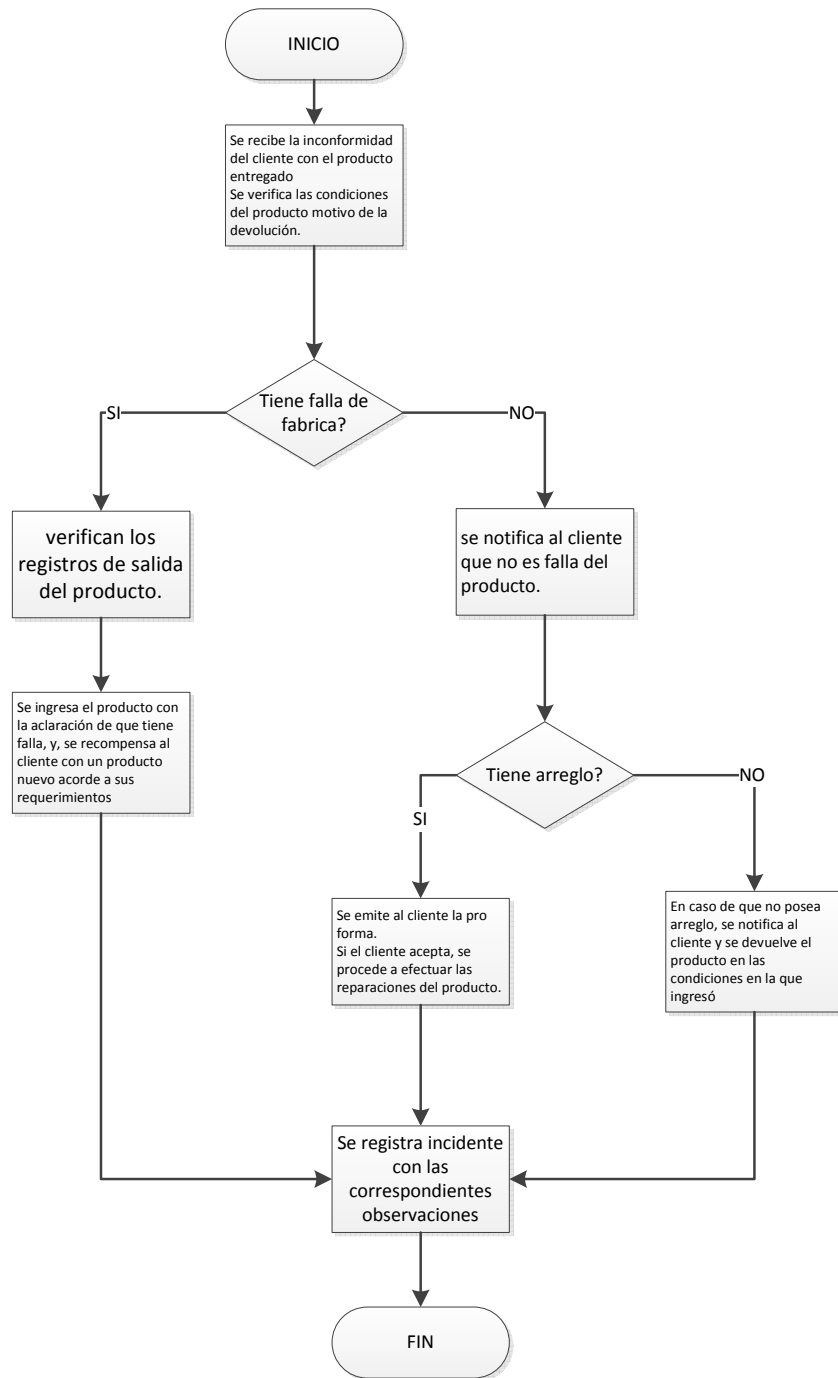 INICIO
Se recibe la inconformidad
del cliente con el producto
entregado
Se verifica las condiciones
del producto motivo de la
devolución.
Tiene falla de
fabrica?
SI
NO
verifican los
registros de salida
del producto.
se notifica al cliente
que no es falla del
producto.
Se ingresa el producto con
la aclaración de que tiene
falla, y, se recompensa al
cliente con un producto
nuevo acorde a sus
requerimientos
Tiene arreglo?
NO
SI
Se emite al cliente la pro
forma.
Si el cliente acepta, se
procede a efectuar las
reparaciones del producto.
En caso de que no posea
arreglo, se notifica al
cliente y se devuelve el
producto en las
condiciones en la que
ingresó
Se registra incidente
con las
correspondientes
observaciones
FIN